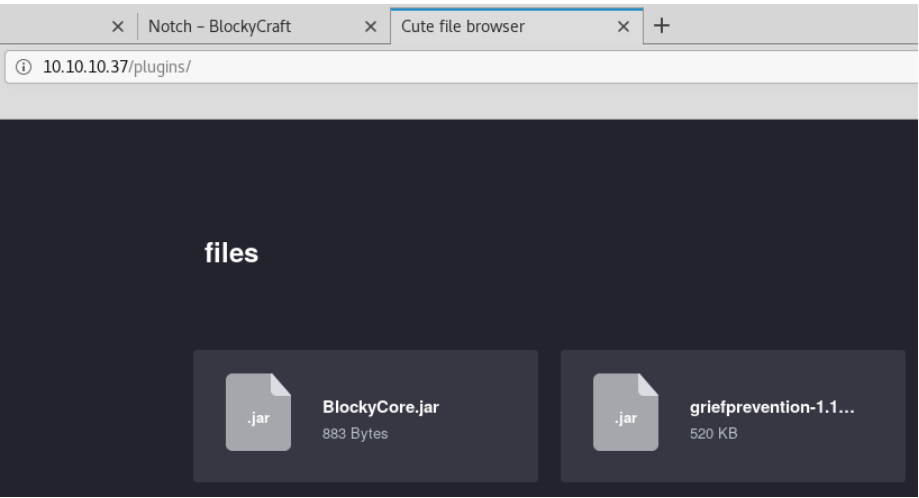 Notch – BlockyCraft
Cute file browser
10.10.10.37/plugins/
files
.jar
BlockyCore.jar
883 Bytes
.jar
griefprevention-1.1...
520 KB